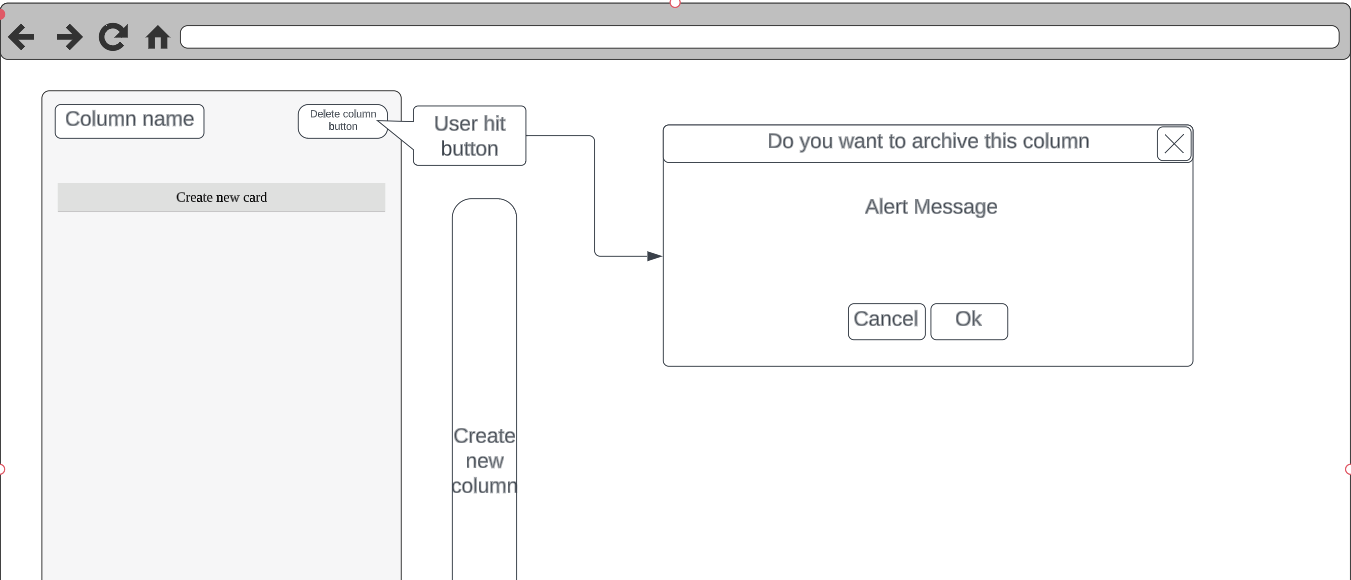 Column name
Delete column
button
User hit
button
Create new card
Create
new
column
Do you want to archive this column
Alert Message
Cancel
Ok